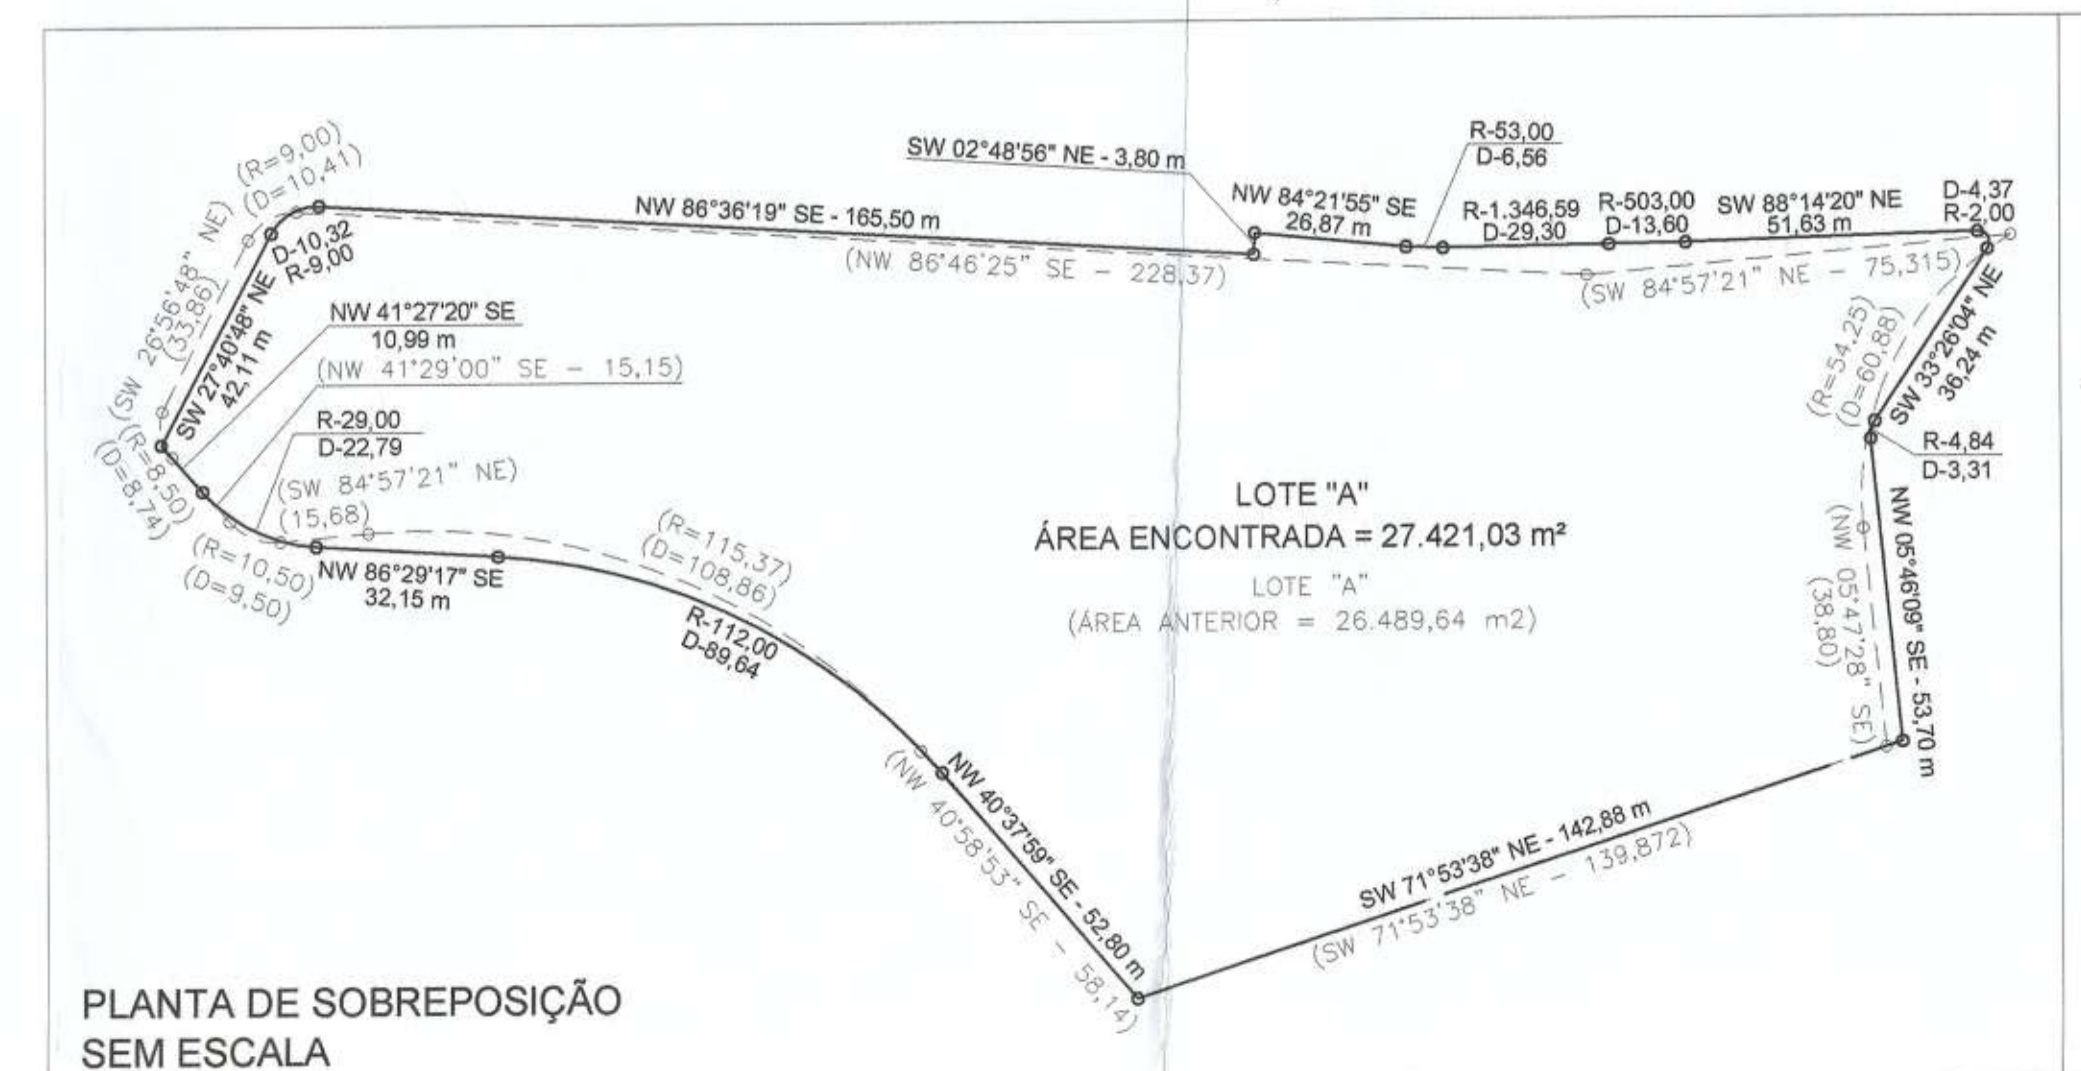 (R=9,00)
(D=10,41)
SW 02°48'56" NE - 3,80 m
R-53,00
D-6,56
NW 86°36'19" SE - 165,50 m
(NW 86°46'25" SE - 228,37)
NW 84°21'55" SE
26,87 m
R-1.346,59
D-29,30
R-503,00
D-13,60
SW 88°14'20" NE
51,63 m
D-4,37
R-2,00
(SW 84°57'21" NE - 75,315)
D-10,32
R-9,00
(SW 26°56'48" NE)
(33,86)
SW 27°40'48" NE
42,11 m
NW 41°27'20" SE
10,99 m
(NW 41°29'00" SE - 15,15)
R-29,00
D-22,79
(SW 84°57'21" NE)
(15,68)
(R=8,50)
(D=8,74)
(R=10,50)
(D=9,50)
NW 86°29'17" SE
32,15 m
(R=115,37)
(D=108,86)
R-112,00
D-89,64
LOTE "A"
ÁREA ENCONTRADA = 27.421,03 m²
LOTE "A"
(ÁREA ANTERIOR = 26.489,64 m2)
(R=54,25)
(D=60,88)
SW 33°26'04" NE
36,24 m
R-4,84
D-3,31
NW 05°46'09" SE - 53,70 m
(NW 05°47'28" SE)
(38,80)
NW 40°37'59" SE - 52,80 m
(NW 40°58'53" SE - 58,14)
SW 71°53'38" NE - 142,88 m
(SW 71°53'38" NE - 139,872)
PLANTA DE SOBREPOSIÇÃO
SEM ESCALA